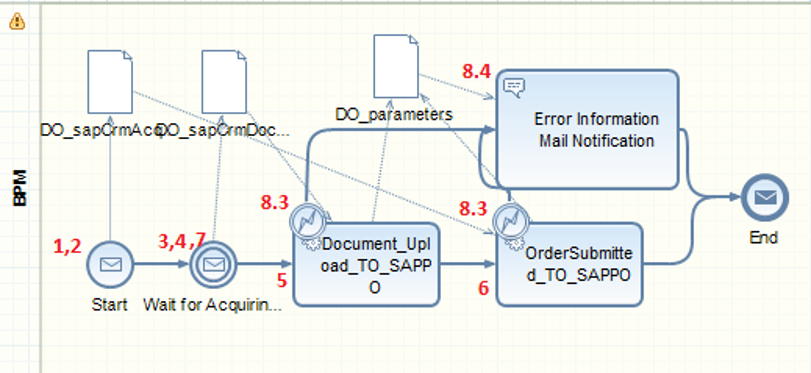 BPM
DO_sapCrmAcq
DO_sapCrmDoc...
DO_parameters
8.4
Error Information
Mail Notification
8.3
8.3
1,2
3,4,7
Document_Upl
oad_TO_SAPP
O
OrderSubmitte
d_TO_SAPPO
End
5
6
Start
Wait for Acquirin...